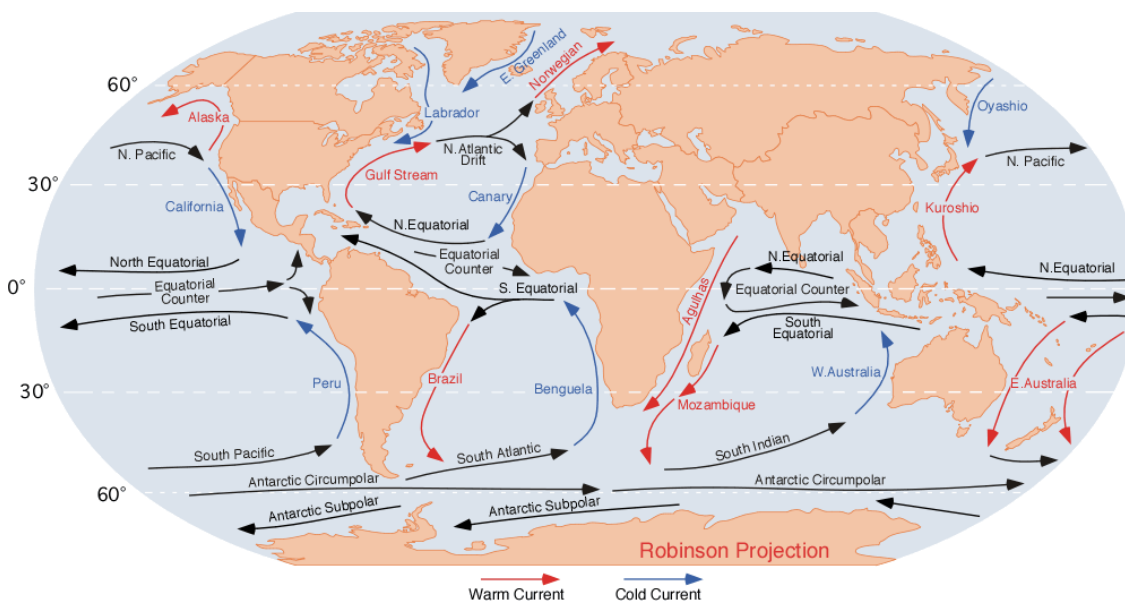 E. Greenland
Norwegian
60°
Labrador
Oyashio
Alaska
N. Pacific
N.Atlantic
Drift
N. Pacific
30°
Gulf Stream
California
Canary
Kuroshio
N.Equatorial
North Equatorial
Equatorial
Counter
N.Equatorial
N.Equatorial
0°
Equatorial
Counter
S. Equatorial
Equatorial Counter
South Equatorial
Agulhas
South
Equatorial
Peru
Brazil
Benguela
W.Australia
E.Australia
30°
Mozambique
South Pacific
South Atlantic
South Indian
Antarctic Circumpolar
Antarctic Circumpolar
60°
Antarctic Subpolar
Antarctic Subpolar
Robinson Projection
Warm Current
Cold Current